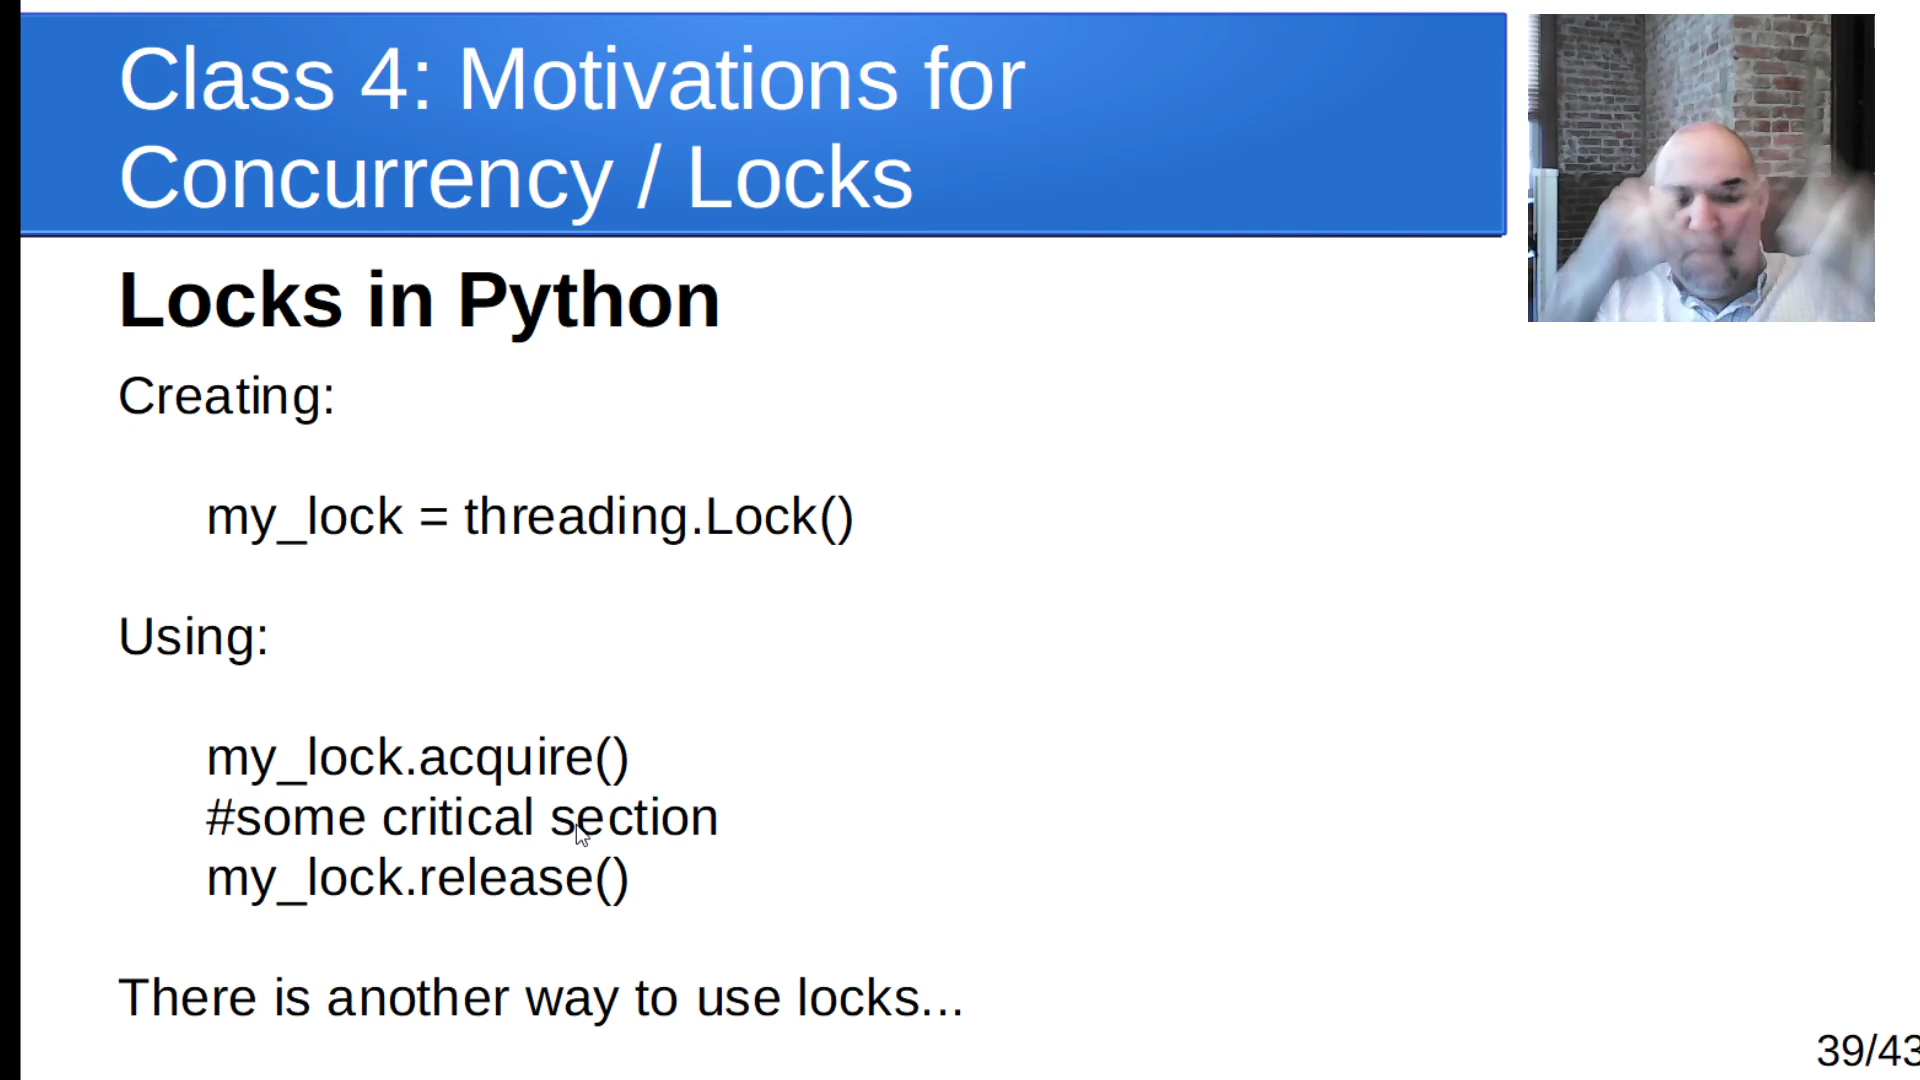 Class 4: Motivations for
Concurrency / Locks
Locks in Python
Creating:
my_lock = threading.Lock()
Using:
my_lock.acquire()
#some critical section
my_lock.release()
There is another way to use locks...
39/43